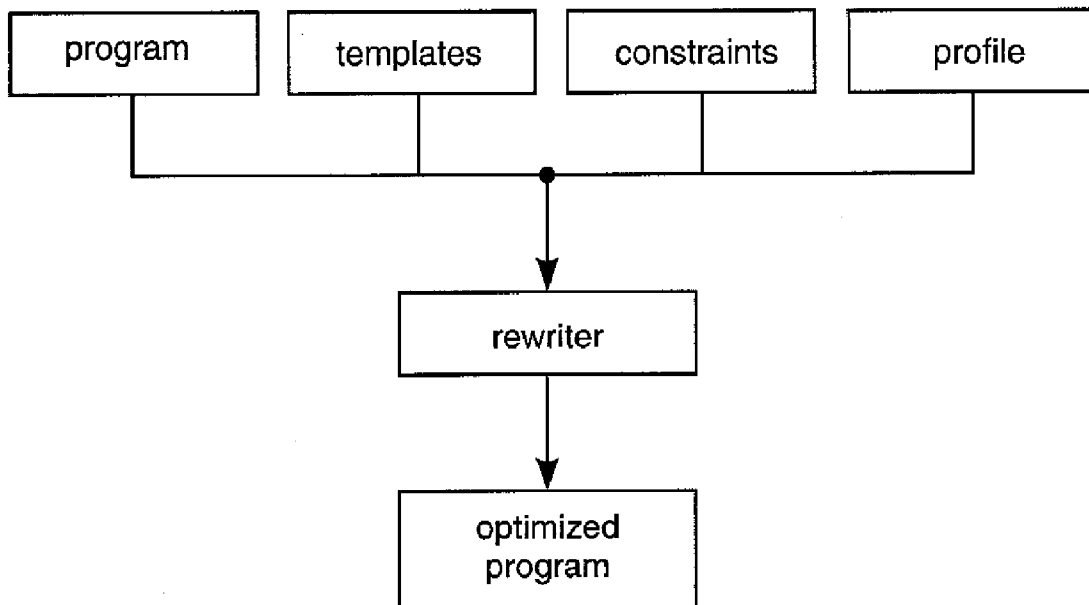 program
templates
constraints
profile
rewriter
optimized
program